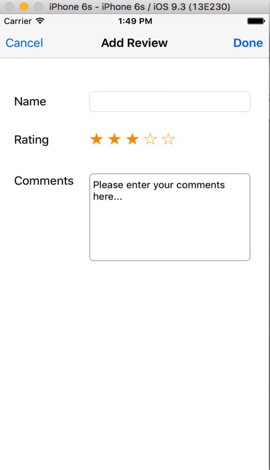 iPhone 6s - iPhone 6s / iOS 9.3 (13E230)
Carrier 1:49 PM
Cancel Add Review Done
Name
Rating
Comments
Please enter your comments
here...